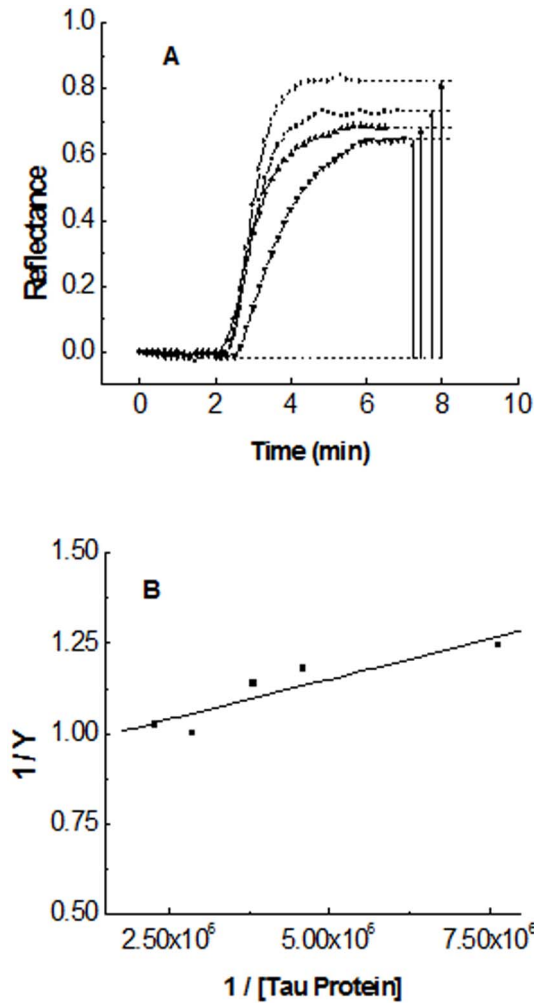 A
1.0
0.8
0.6
0.4
0.2
0.0
Reflectance
0 2 4 6 8 10
Time (min)
B
1.50
1.25
1.00
0.75
0.50
1 / Y
2.50x10⁶ 5.00x10⁶ 7.50x10⁶
1 / [Tau Protein]